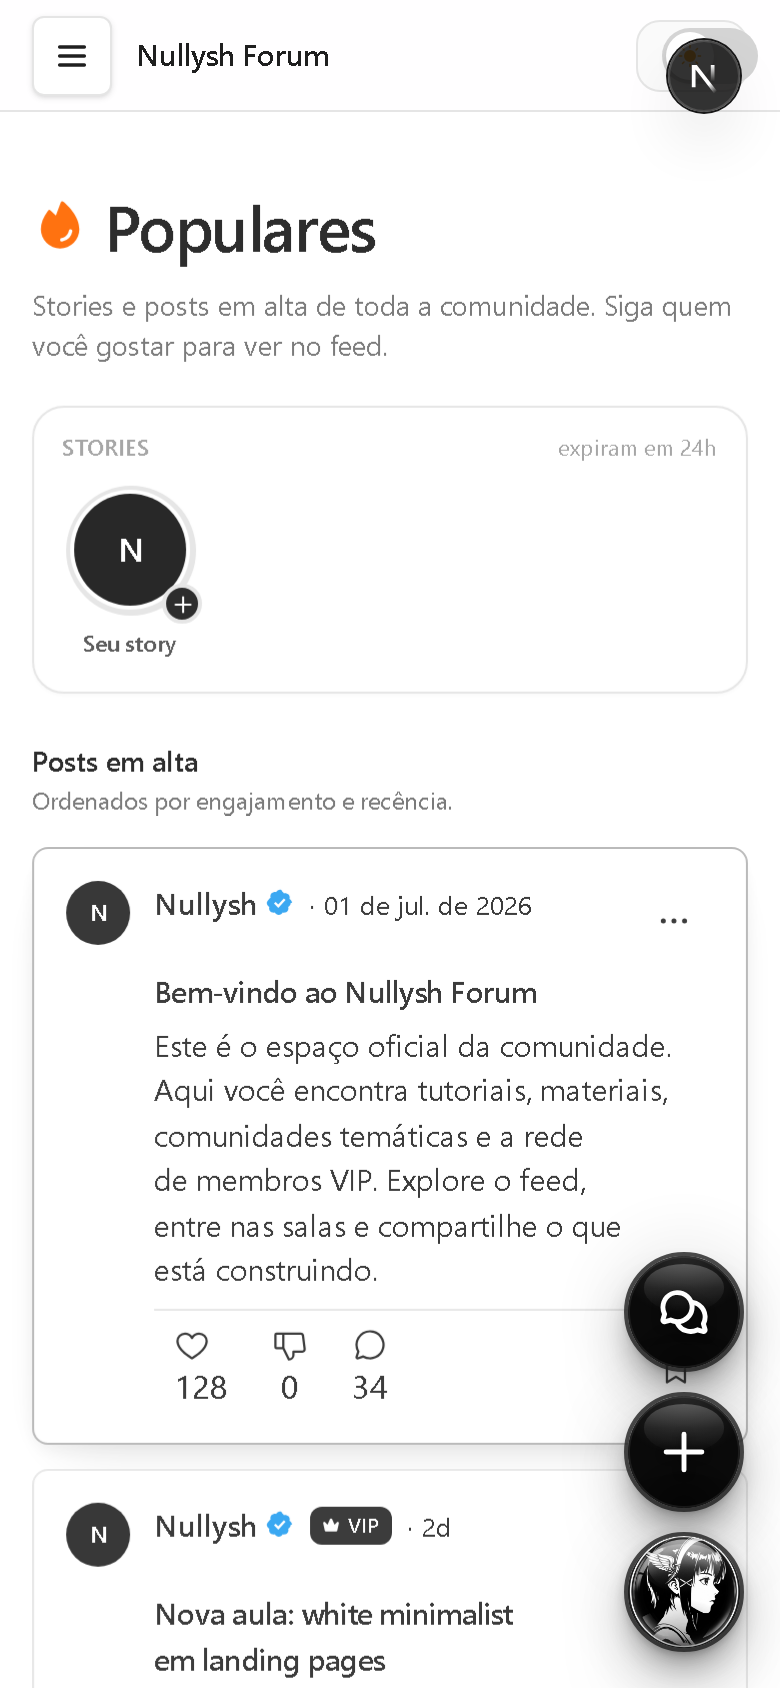 Nullysh Forum
N
Populares
Stories e posts em alta de toda a comunidade. Siga quem
você gostar para ver no feed.
STORIES
expiram em 24h
N
Seu story
Posts em alta
Ordenados por engajamento e recência.
N
Nullysh · 01 de jul. de 2026
Bem-vindo ao Nullysh Forum
Este é o espaço oficial da comunidade.
Aqui você encontra tutoriais, materiais,
comunidades temáticas e a rede
de membros VIP. Explore o feed,
entre nas salas e compartilhe o que
está construindo.
128 0 34
N
Nullysh VIP · 2d
Nova aula: white minimalist
em landing pages